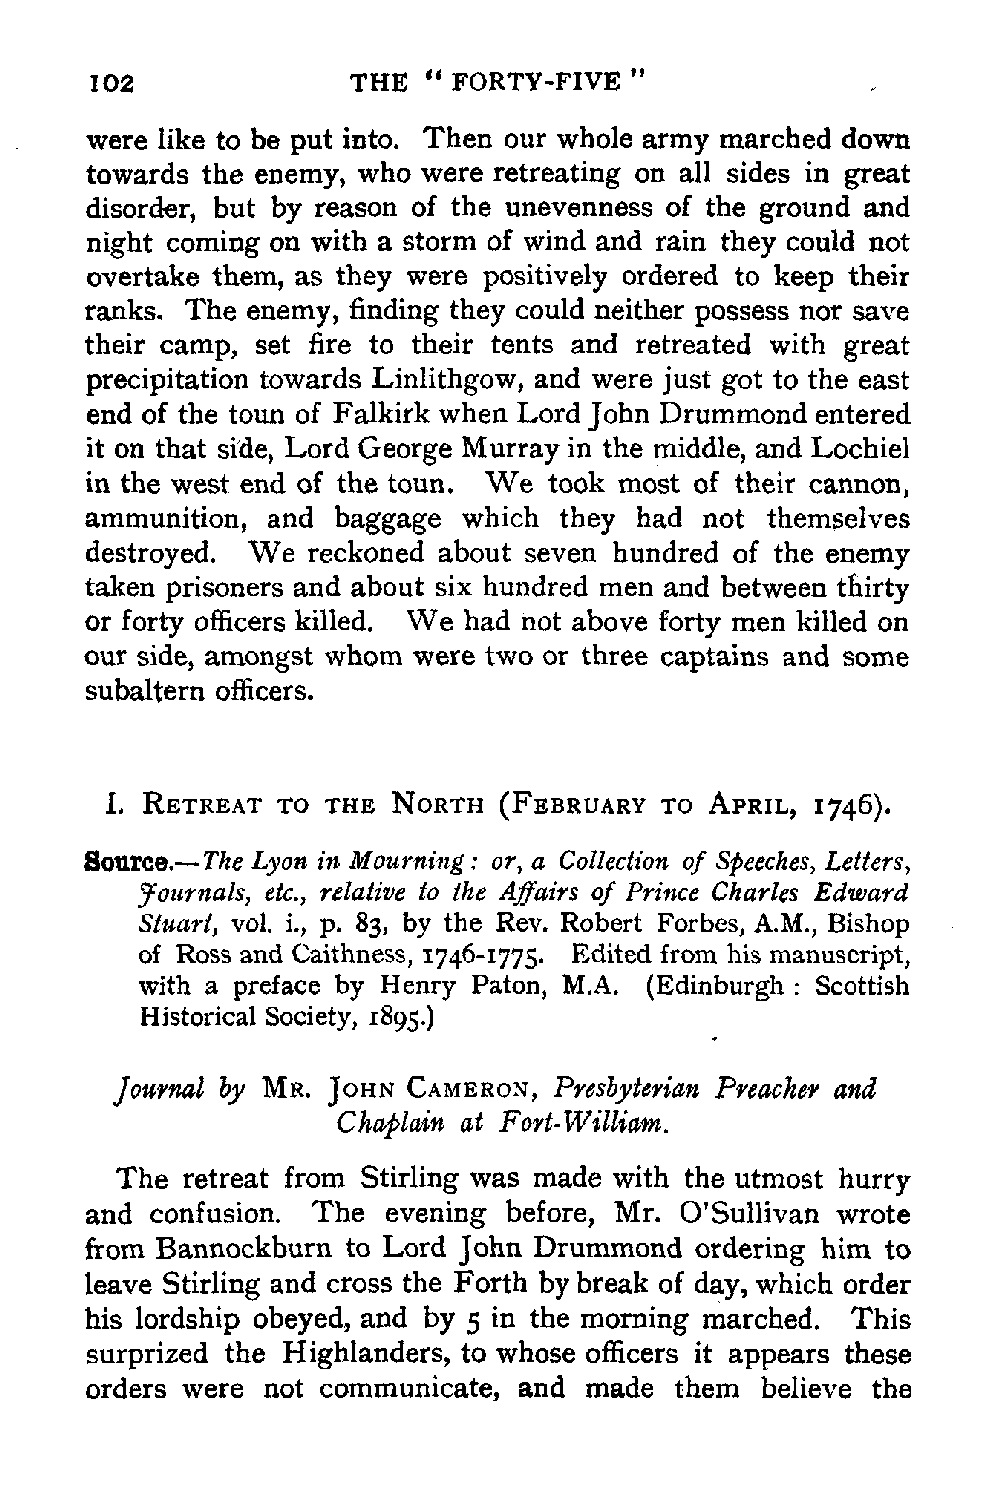 102 THE " FORTY-FIVE "
were like to be put into. Then our whole army marched down
towards the enemy, who were retreating on all sides in great
disorder, but by reason of the unevenness of the ground and
night coming on with a storm of wind and rain they could not
overtake them, as they were positively ordered to keep their
ranks. The enemy, finding they could neither possess nor save
their camp, set fire to their tents and retreated with great
precipitation towards Linlithgow, and were just got to the east
end of the toun of Falkirk when Lord John Drummond entered
it on that side, Lord George Murray in the middle, and Lochiel
in the west end of the toun. We took most of their cannon,
ammunition, and baggage which they had not themselves
destroyed. We reckoned about seven hundred of the enemy
taken prisoners and about six hundred men and between thirty
or forty officers killed. We had not above forty men killed on
our side, amongst whom were two or three captains and some
subaltern officers.
I. RETREAT TO THE NORTH (FEBRUARY TO APRIL, 1746).
Source.—The Lyon in Mourning: or, a Collection of Speeches, Letters,
Journals, etc., relative to the Affairs of Prince Charles Edward
Stuart, vol. i., p. 83, by the Rev. Robert Forbes, A.M., Bishop
of Ross and Caithness, 1746-1775. Edited from his manuscript,
with a preface by Henry Paton, M.A. (Edinburgh : Scottish
Historical Society, 1895.)
Journal by MR. JOHN CAMERON, Presbyterian Preacher and
Chaplain at Fort-William.
The retreat from Stirling was made with the utmost hurry
and confusion. The evening before, Mr. O'Sullivan wrote
from Bannockburn to Lord John Drummond ordering him to
leave Stirling and cross the Forth by break of day, which order
his lordship obeyed, and by 5 in the morning marched. This
surprized the Highlanders, to whose officers it appears these
orders were not communicate, and made them believe the